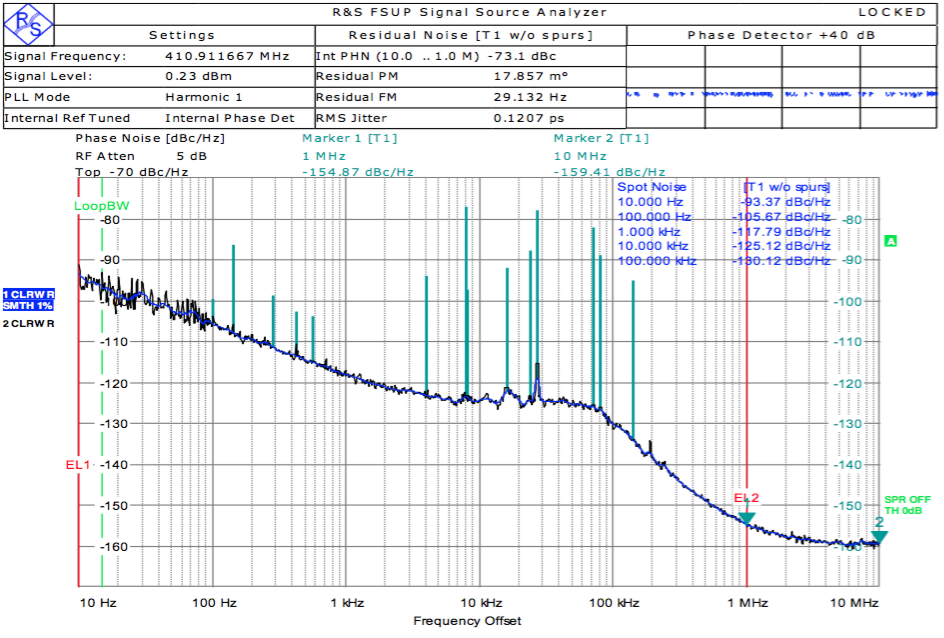 R&S FSUP Signal Source Analyzer LOCKED
R&S Settings Residual Noise [T1 w/o spurs] Phase Detector +40 dB
Signal Frequency: 410.911667 MHz Int PHN (10.0 .. 1.0 M) -73.1 dBc
Signal Level: 0.23 dBm Residual PM 17.857 m°
PLL Mode Harmonic 1 Residual FM 29.132 Hz
Internal Ref Tuned Internal Phase Det RMS Jitter 0.1207 ps
Phase Noise [dBc/Hz] Marker 1 [T1] Marker 2 [T1]
RF Atten 5 dB 1 MHz 10 MHz
Top -70 dBc/Hz -154.87 dBc/Hz -159.41 dBc/Hz
Spot Noise [T1 w/o spurs]
10.000 Hz -93.37 dBc/Hz
LoopBW
100.000 Hz -105.67 dBc/Hz
-80 -80
1.000 kHz -117.79 dBc/Hz
A
10.000 kHz -125.12 dBc/Hz
-90 100.000 kHz -130.12 dBc/Hz -90
1 CLRW R
SMTH 1%
-100
2 CLRW R
-110 -110
-120 -120
-130 -130
EL1 -140 -140
EL2
SPR OFF
TH 0dB
-150 1 -150
2
-160 -160
10 Hz 100 Hz 1 kHz 10 kHz 100 kHz 1 MHz 10 MHz
Frequency Offset